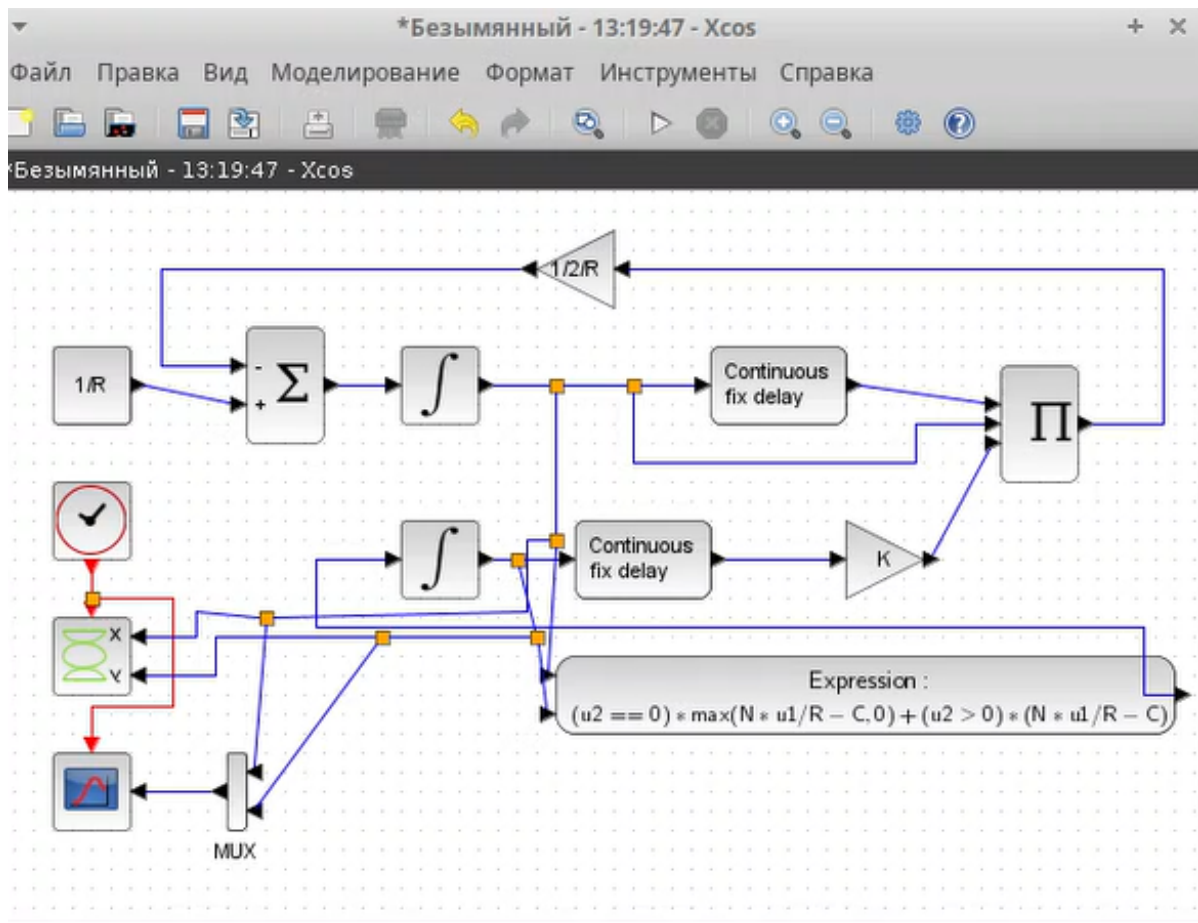 *Безымянный - 13:19:47 - Xcos
Файл Правка Вид Моделирование Формат Инструменты Справка
*Безымянный - 13:19:47 - Xcos
1/2/R
1/R
-
+
Σ
∫
Continuous
fix delay
Π
∫
Continuous
fix delay
K
X
Y
Expression :
(u2 == 0) * max(N * u1/R − C, 0) + (u2 > 0) * (N * u1/R − C)
MUX